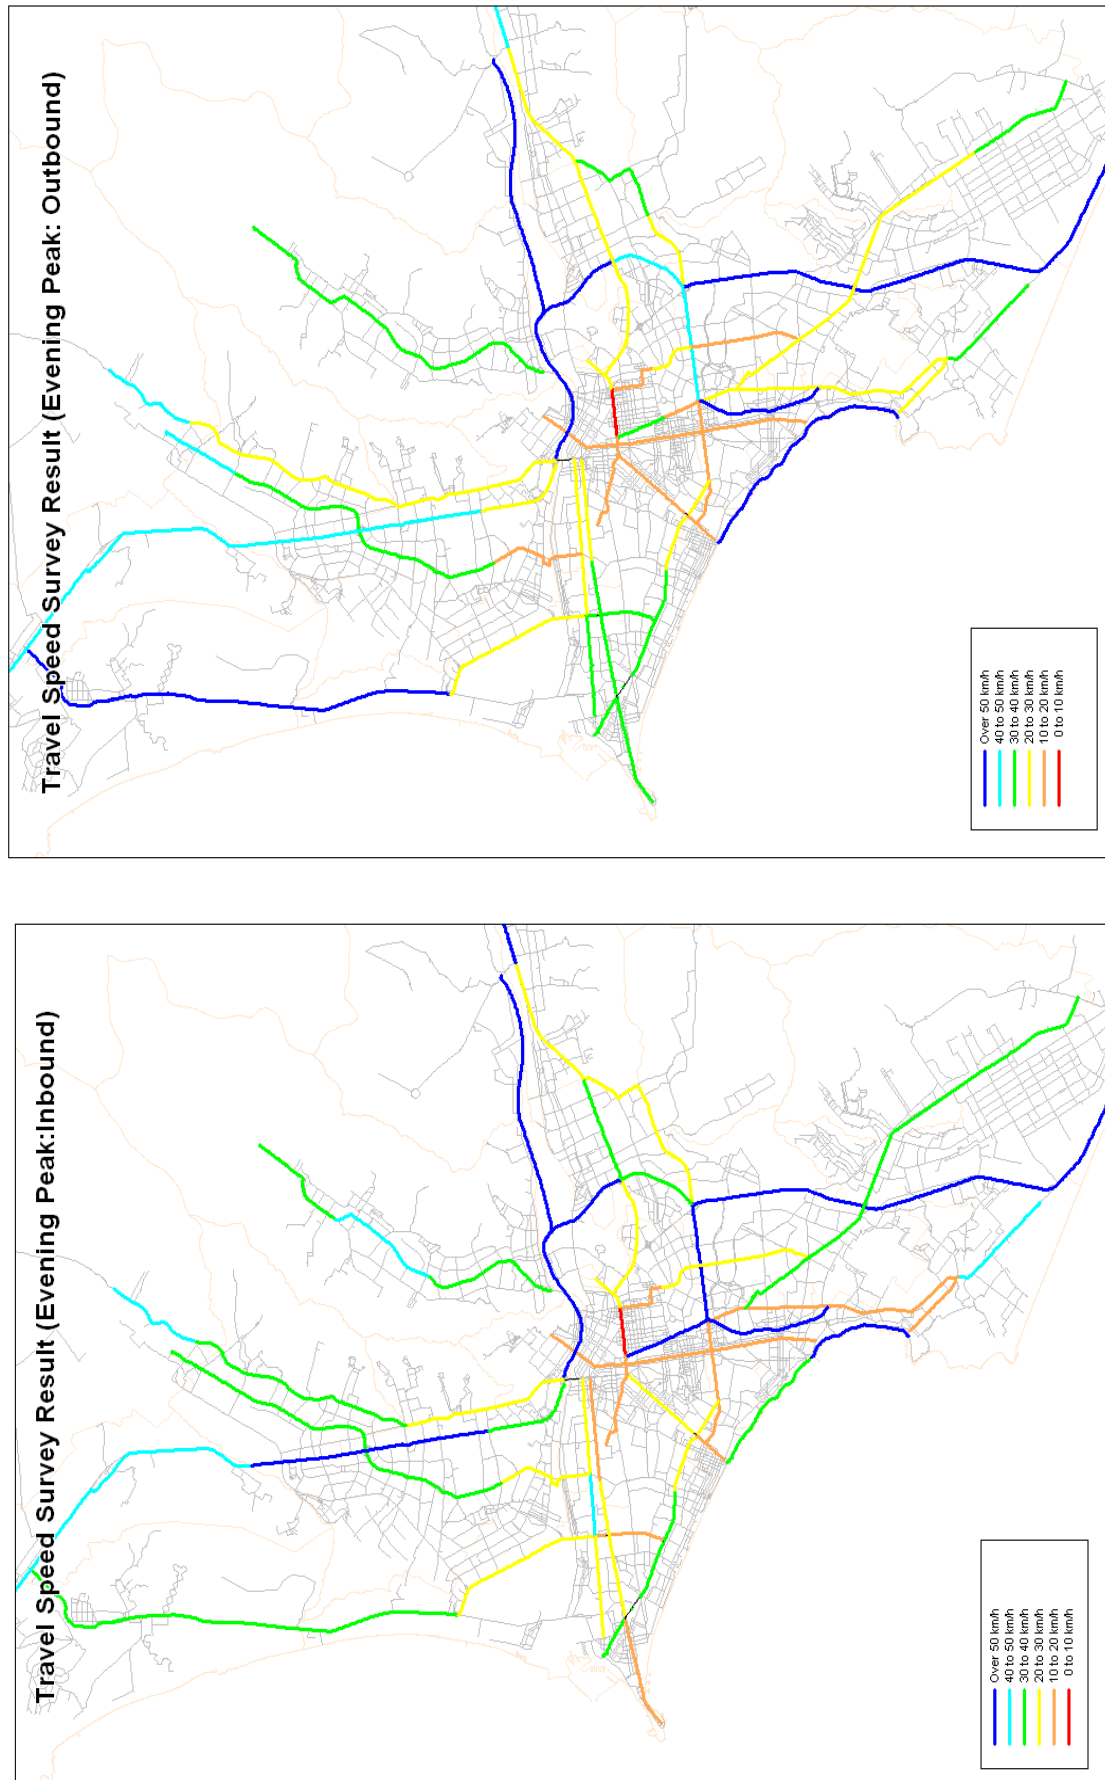 Travel Speed Survey Result (Evening Peak: Outbound)
Over 50 km/h
40 to 50 km/h
30 to 40 km/h
20 to 30 km/h
10 to 20 km/h
0 to 10 km/h
Travel Speed Survey Result (Evening Peak:Inbound)
Over 50 km/h
40 to 50 km/h
30 to 40 km/h
20 to 30 km/h
10 to 20 km/h
0 to 10 km/h